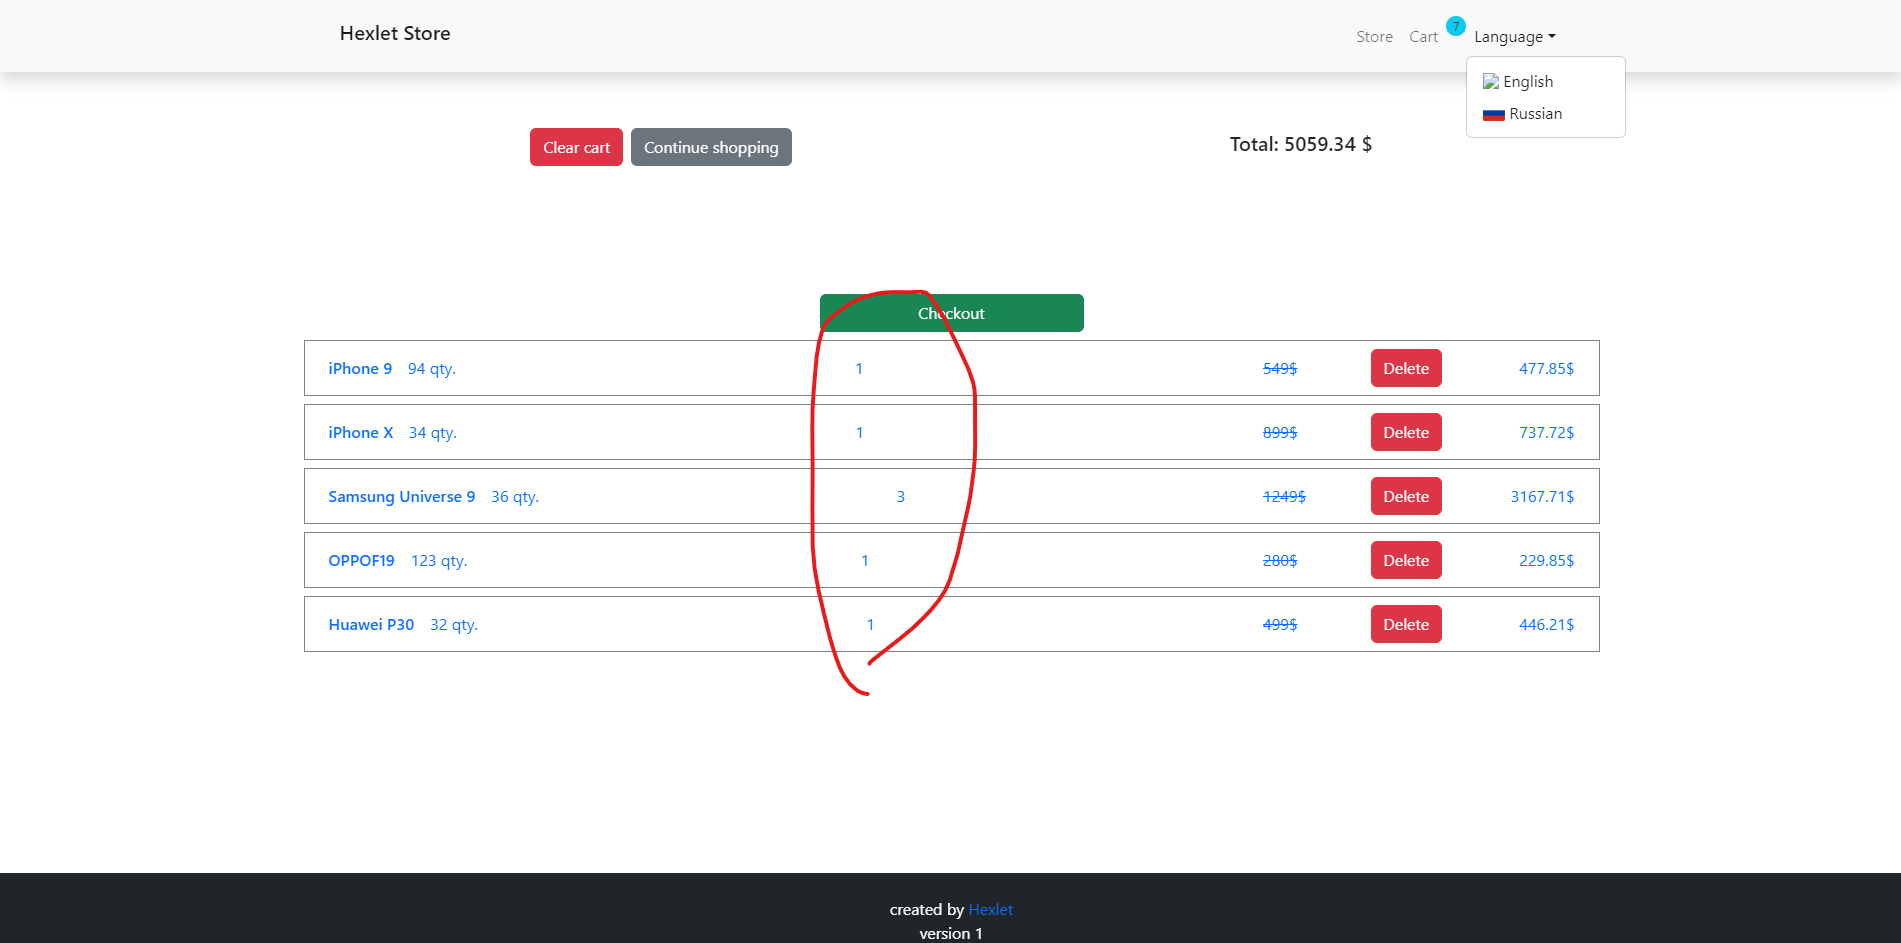 Hexlet Store
Store Cart 7 Language
English
Russian
Clear cart Continue shopping Total: 5059.34 $
Checkout
iPhone 9 94 qty. 1 549$ Delete 477.85$
iPhone X 34 qty. 1 899$ Delete 737.72$
Samsung Universe 9 36 qty. 3 1249$ Delete 3167.71$
OPPOF19 123 qty. 1 280$ Delete 229.85$
Huawei P30 32 qty. 1 499$ Delete 446.21$
created by Hexlet
version 1